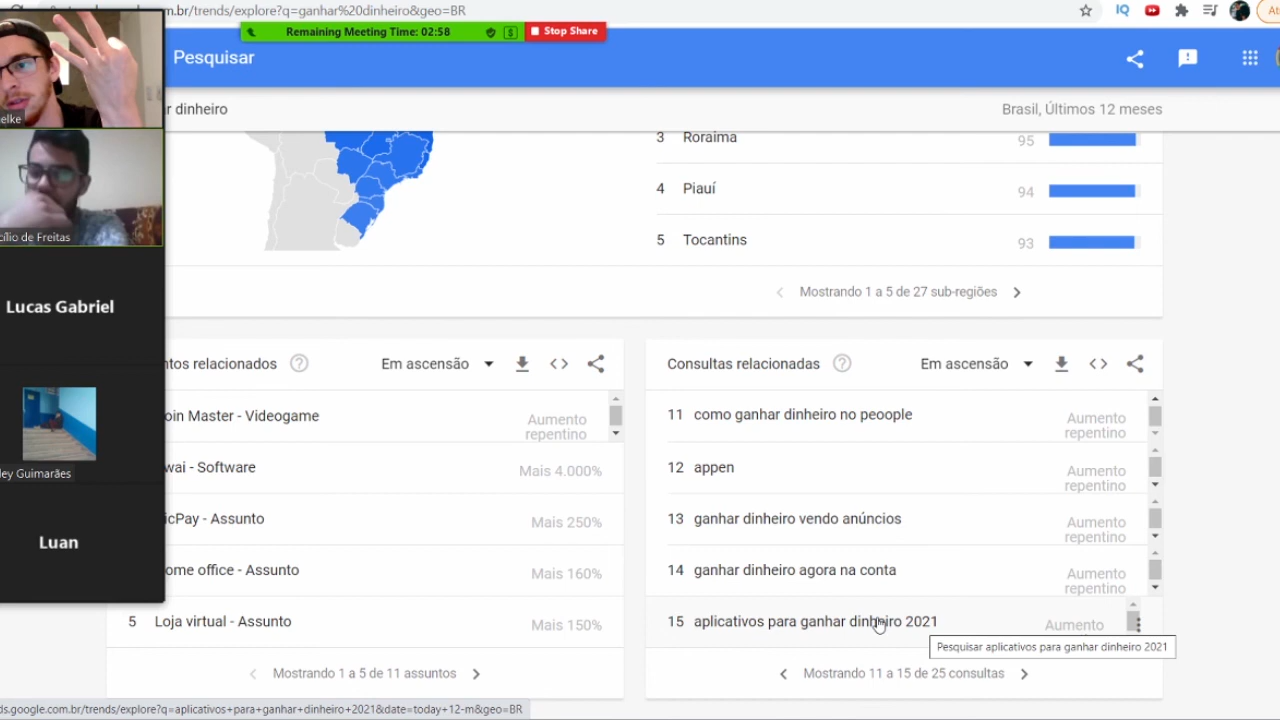 .br/trends/explore?q=ganhar%20dinheiro&geo=BR
Remaining Meeting Time: 02:58
Stop Share
IQ
Pesquisar
elke
r dinheiro
Brasil, Últimos 12 meses
3 Roraima 95
4 Piauí 94
5 Tocantins 93
cílio de Freitas
Lucas Gabriel
Mostrando 1 a 5 de 27 sub-regiões
ntos relacionados
Em ascensão
Consultas relacionadas
Em ascensão
oin Master - Videogame
Aumento
repentino
wai - Software Mais 4.000%
icPay - Assunto Mais 250%
ome office - Assunto Mais 160%
5 Loja virtual - Assunto Mais 150%
Mostrando 1 a 5 de 11 assuntos
11 como ganhar dinheiro no peoople
Aumento
repentino
12 appen
Aumento
repentino
13 ganhar dinheiro vendo anúncios
Aumento
repentino
14 ganhar dinheiro agora na conta
Aumento
repentino
15 aplicativos para ganhar dinheiro 2021
Aumento
Pesquisar aplicativos para ganhar dinheiro 2021
Mostrando 11 a 15 de 25 consultas
ley Guimarães
Luan
ds.google.com.br/trends/explore?q=aplicativos+para+ganhar+dinheiro+2021&date=today+12-m&geo=BR